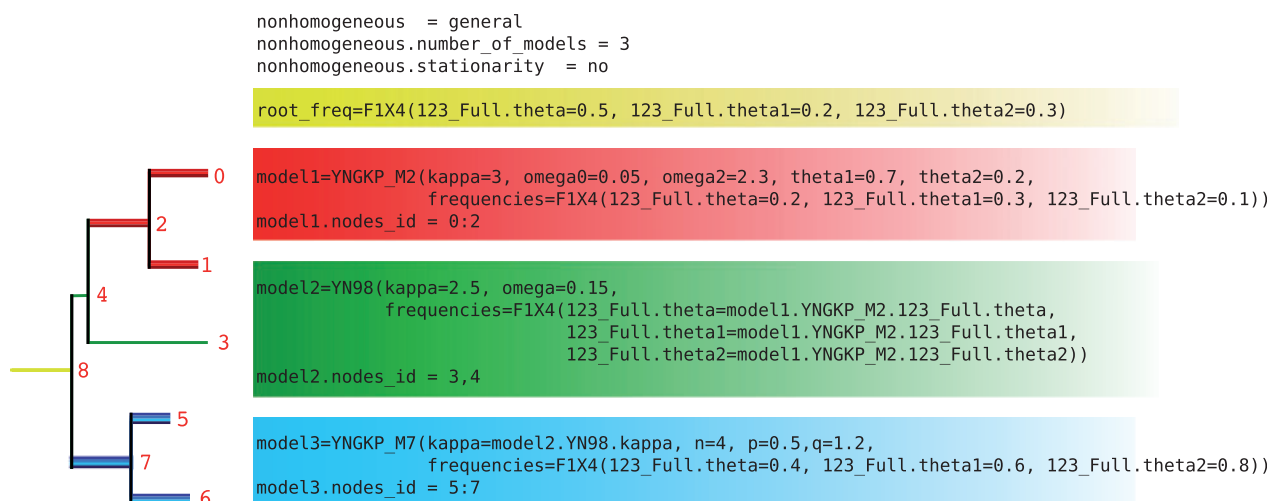 nonhomogeneous  = general
nonhomogeneous.number_of_models = 3
nonhomogeneous.stationarity  = no
root_freq=F1X4(123_Full.theta=0.5, 123_Full.theta1=0.2, 123_Full.theta2=0.3)
0
model1=YNGKP_M2(kappa=3, omega0=0.05, omega2=2.3, theta1=0.7, theta2=0.2,
frequencies=F1X4(123_Full.theta=0.2, 123_Full.theta1=0.3, 123_Full.theta2=0.1))
2
model1.nodes_id = 0:2
1
model2=YN98(kappa=2.5, omega=0.15,
4
frequencies=F1X4(123_Full.theta=model1.YNGKP_M2.123_Full.theta,
123_Full.theta1=model1.YNGKP_M2.123_Full.theta1,
3
123_Full.theta2=model1.YNGKP_M2.123_Full.theta2))
8
model2.nodes_id = 3,4
5
model3=YNGKP_M7(kappa=model2.YN98.kappa, n=4, p=0.5,q=1.2,
7
frequencies=F1X4(123_Full.theta=0.4, 123_Full.theta1=0.6, 123_Full.theta2=0.8))
model3.nodes_id = 5:7
6